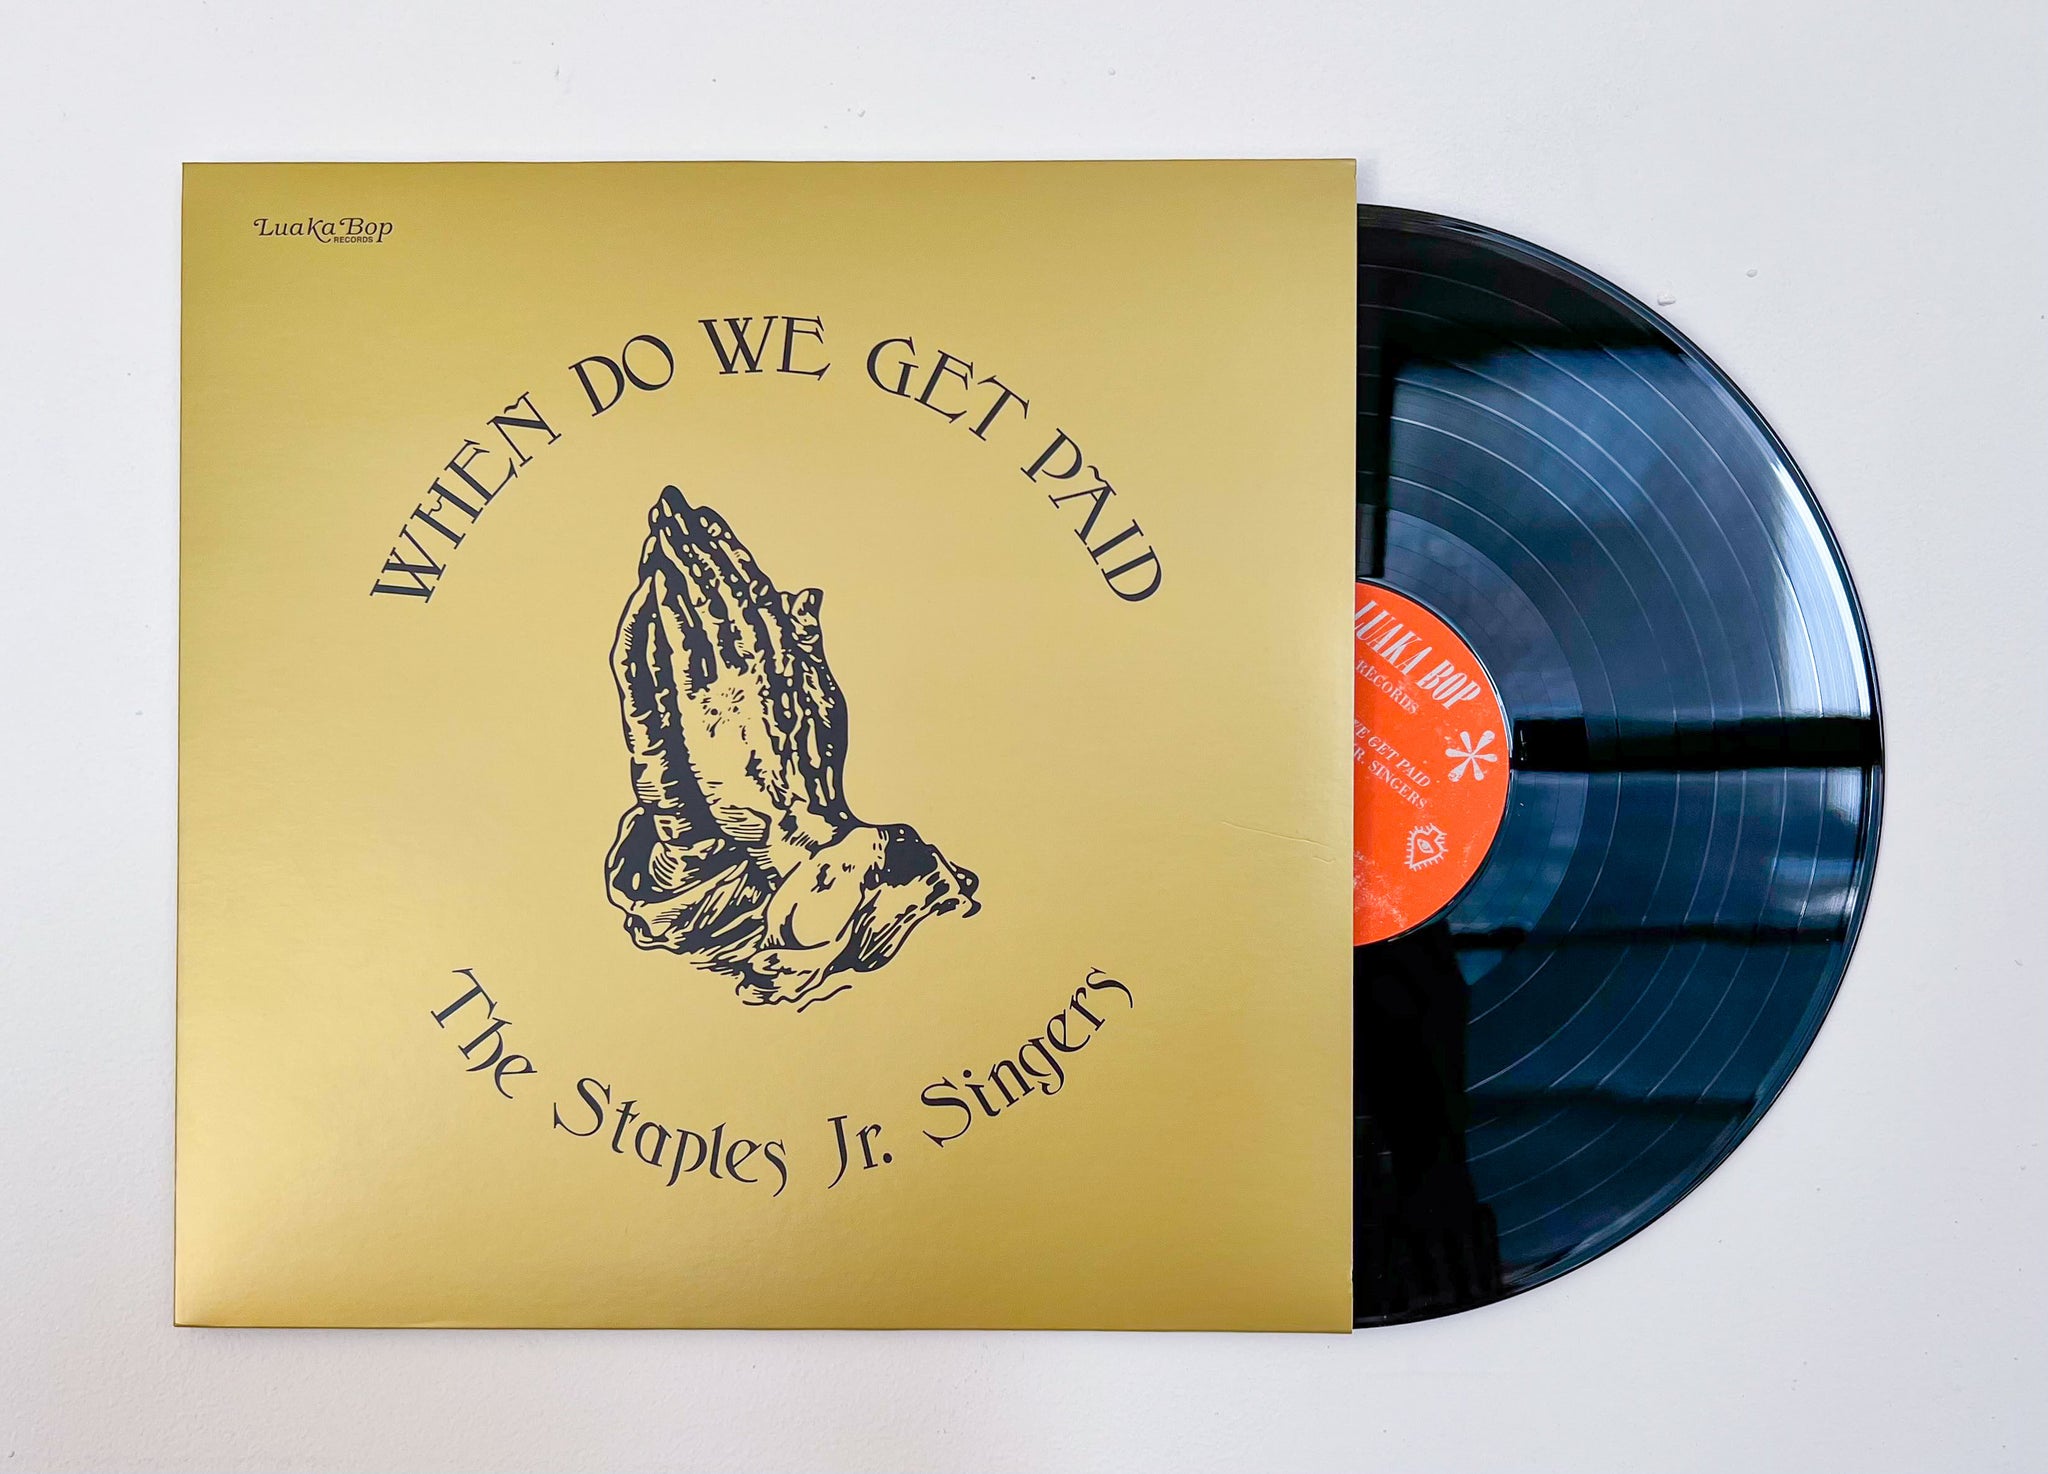 Luaka Bop
RECORDS
WHEN DO WE GET PAID
The Staples Jr. Singers
LUAKA BOP
RECORDS
GET PAID
SINGERS